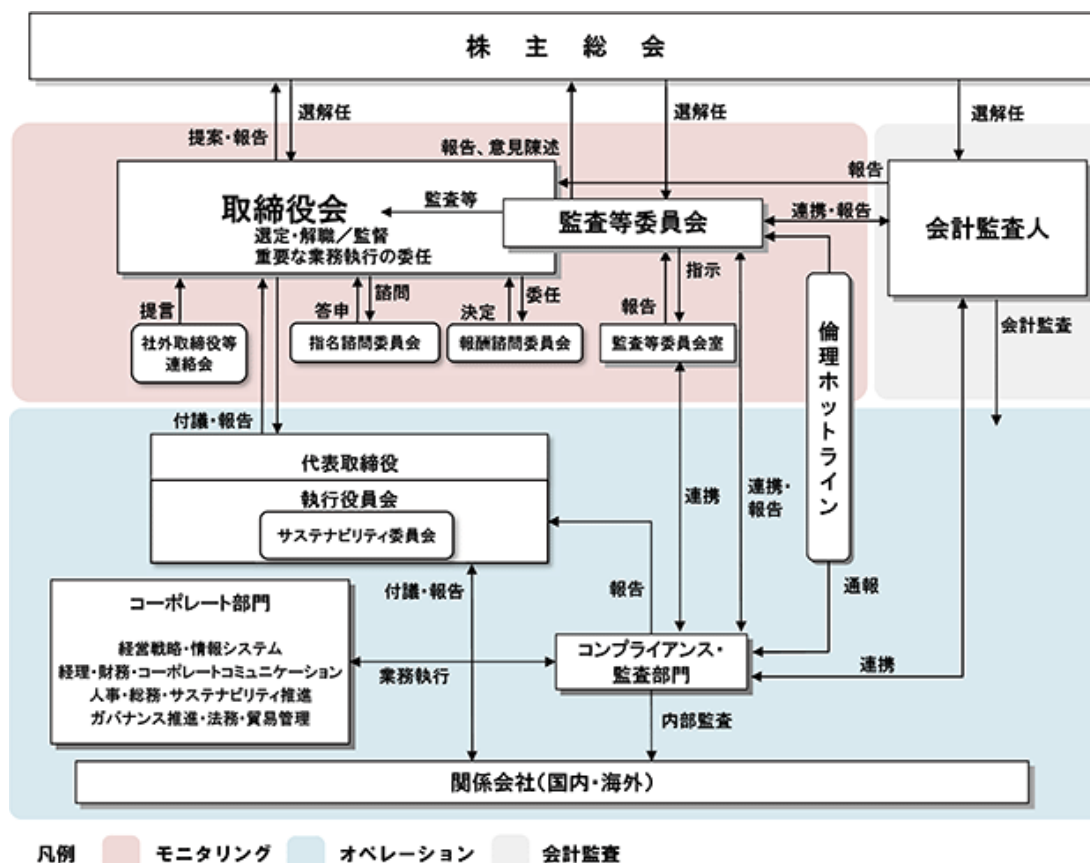 株主総会
選解任
提案・報告
選解任
選解任
報告、意見陳述
報告
取締役会
選定・解職／監督
重要な業務執行の委任
監査等
監査等委員会
連携・報告
会計監査人
提言
答申
諮問
決定
委任
報告
指示
会計監査
社外取締役等
連絡会
指名諮問委員会
報酬諮問委員会
監査等委員会室
倫理ホットライン
付議・報告
代表取締役
執行役員会
サステナビリティ委員会
連携
連携・
報告
付議・報告
報告
通報
コーポレート部門
経営戦略・情報システム
経理・財務・コーポレートコミュニケーション
人事・総務・サステナビリティ推進
ガバナンス推進・法務・貿易管理
業務執行
コンプライアンス・
監査部門
連携
内部監査
関係会社（国内・海外）
凡例
モニタリング
オペレーション
会計監査